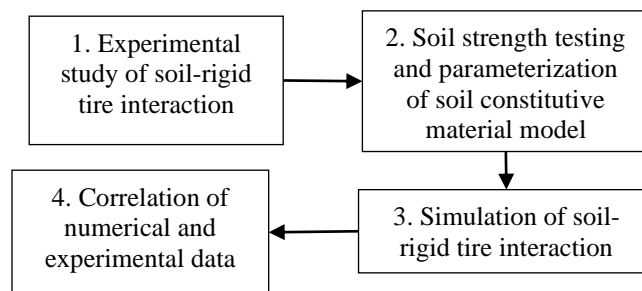 1. Experimental
study of soil-rigid
tire interaction
2. Soil strength testing
and parameterization
of soil constitutive
material model
3. Simulation of soil-
rigid tire interaction
4. Correlation of
numerical and
experimental data